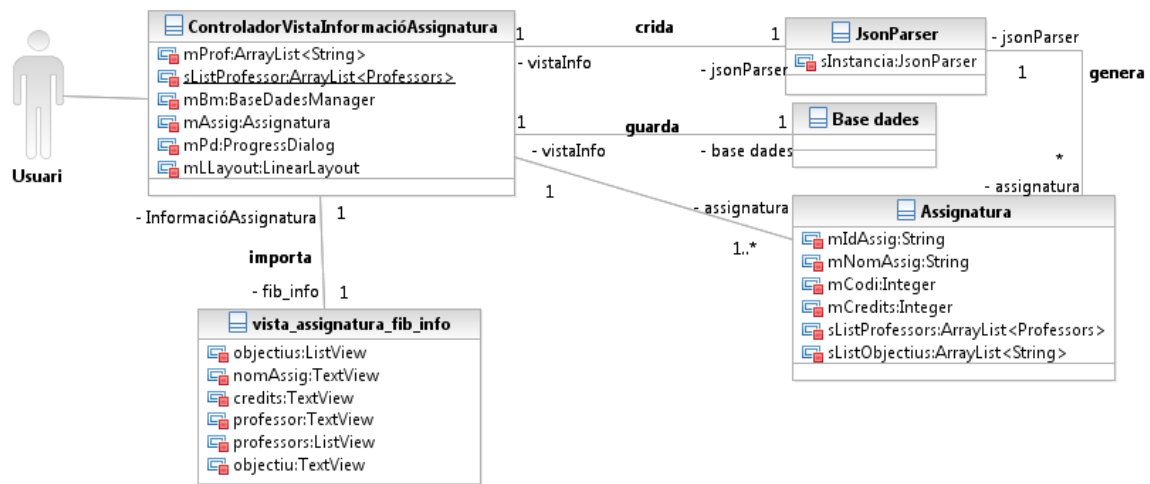 Usuari
ControladorVistaInformacióAssignatura
mProf:ArrayList<String>
sListProfessor:ArrayList<Professors>
mBm:BaseDadesManager
mAssig:Assignatura
mPd:ProgressDialog
mLLayout:LinearLayout
1
crida
1
- vistaInfo
- jsonParser
JsonParser
sInstancia:JsonParser
- jsonParser
1
genera
*
- assignatura
1
guarda
1
- vistaInfo
- base dades
Base dades
1
- assignatura
1..*
Assignatura
mIdAssig:String
mNomAssig:String
mCodi:Integer
mCredits:Integer
sListProfessors:ArrayList<Professors>
sListObjectius:ArrayList<String>
- InformacióAssignatura
1
importa
- fib_info
1
vista_assignatura_fib_info
objectius:ListView
nomAssig:TextView
credits:TextView
professor:TextView
professors:ListView
objectiu:TextView